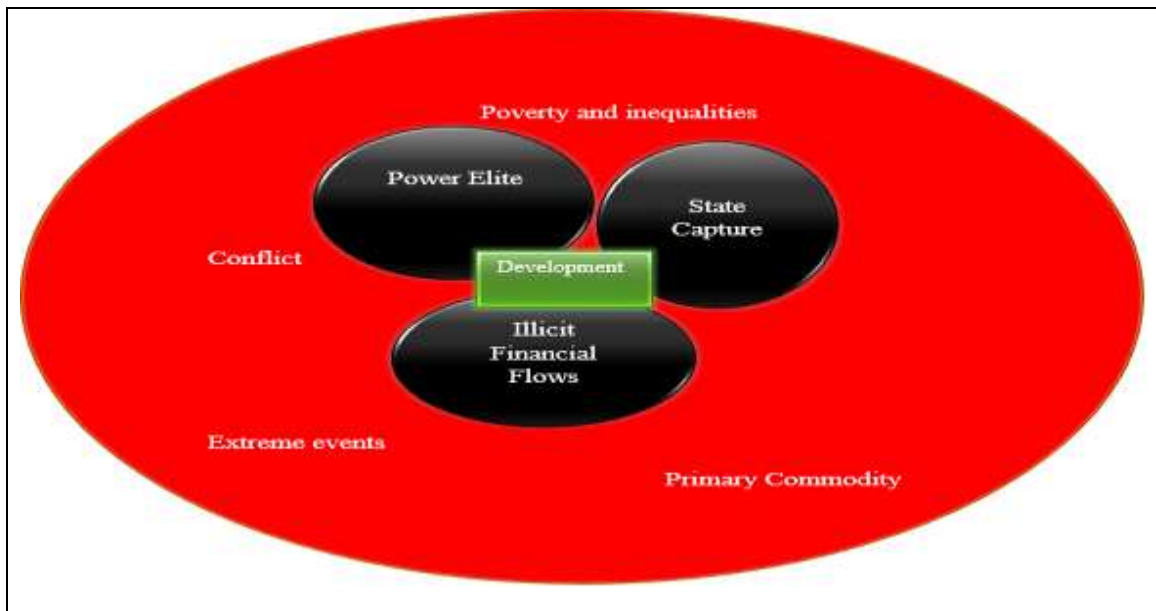 Poverty and inequalities
Power Elite
State
Capture
Conflict
Development
Illicit
Financial
Flows
Extreme events
Primary Commodity